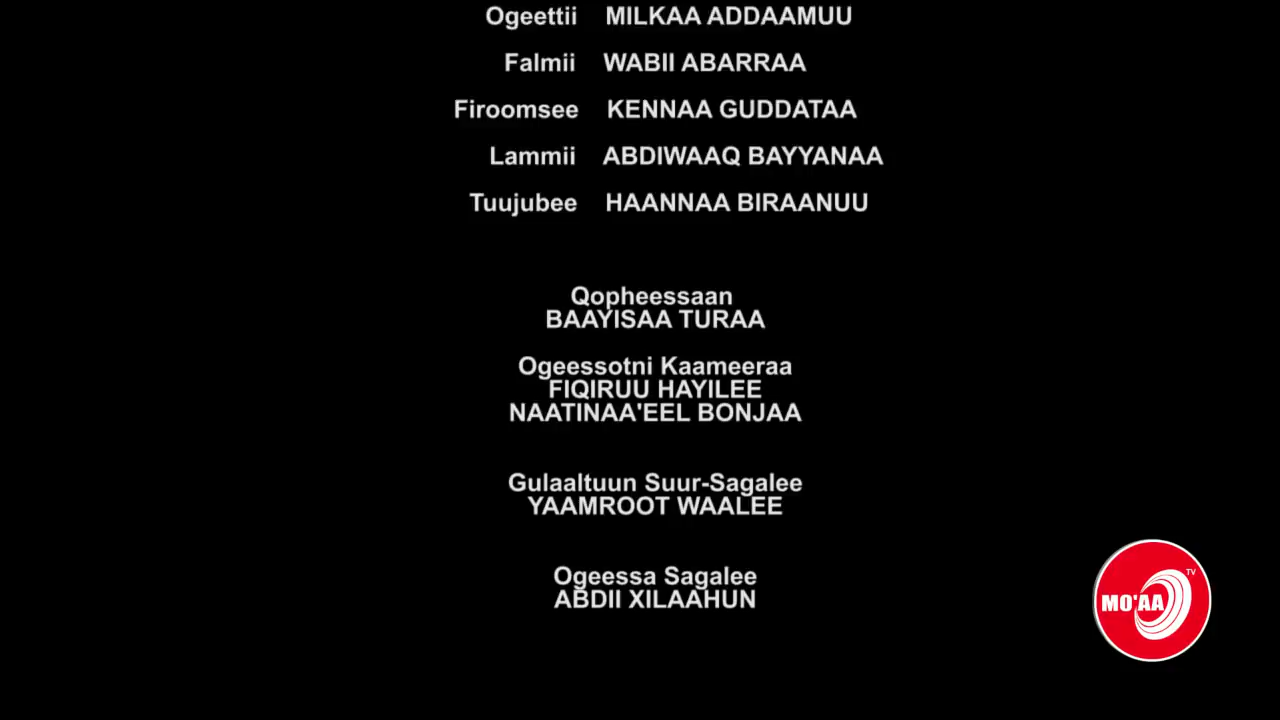 Ogeettii MILKAA ADDAAMUU
Falmii WABII ABARRAA
Firoomsee KENNAA GUDDATAA
Lammii ABDIWAAQ BAYYANAA
Tuujubee HAANNAA BIRAANUU
Qopheessaan
BAAYISAA TURAA
Ogeessotni Kaameeraa
FIQIRUU HAYILEE
NAATINAA'EEL BONJAA
Gulaaltuun Suur-Sagalee
YAAMROOT WAALEE
Ogeessa Sagalee
ABDII XILAAHUN
MO'AA TV